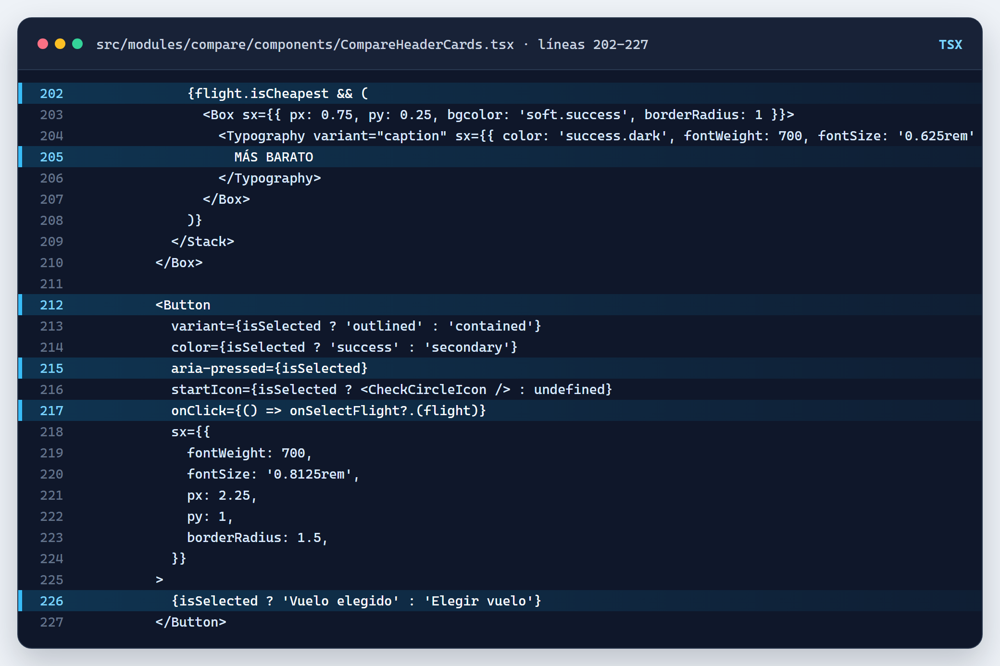 src/modules/compare/components/CompareHeaderCards.tsx · líneas 202-227
TSX
202 {flight.isCheapest && (
203 <Box sx={{ px: 0.75, py: 0.25, bgcolor: 'soft.success', borderRadius: 1 }}>
204 <Typography variant="caption" sx={{ color: 'success.dark', fontWeight: 700, fontSize: '0.625rem'
205 MÁS BARATO
206 </Typography>
207 </Box>
208 )}
209 </Stack>
210 </Box>
211
212 <Button
213 variant={isSelected ? 'outlined' : 'contained'}
214 color={isSelected ? 'success' : 'secondary'}
215 aria-pressed={isSelected}
216 startIcon={isSelected ? <CheckCircleIcon /> : undefined}
217 onClick={() => onSelectFlight?.(flight)}
218 sx={{
219 fontWeight: 700,
220 fontSize: '0.8125rem',
221 px: 2.25,
222 py: 1,
223 borderRadius: 1.5,
224 }}
225 >
226 {isSelected ? 'Vuelo elegido' : 'Elegir vuelo'}
227 </Button>